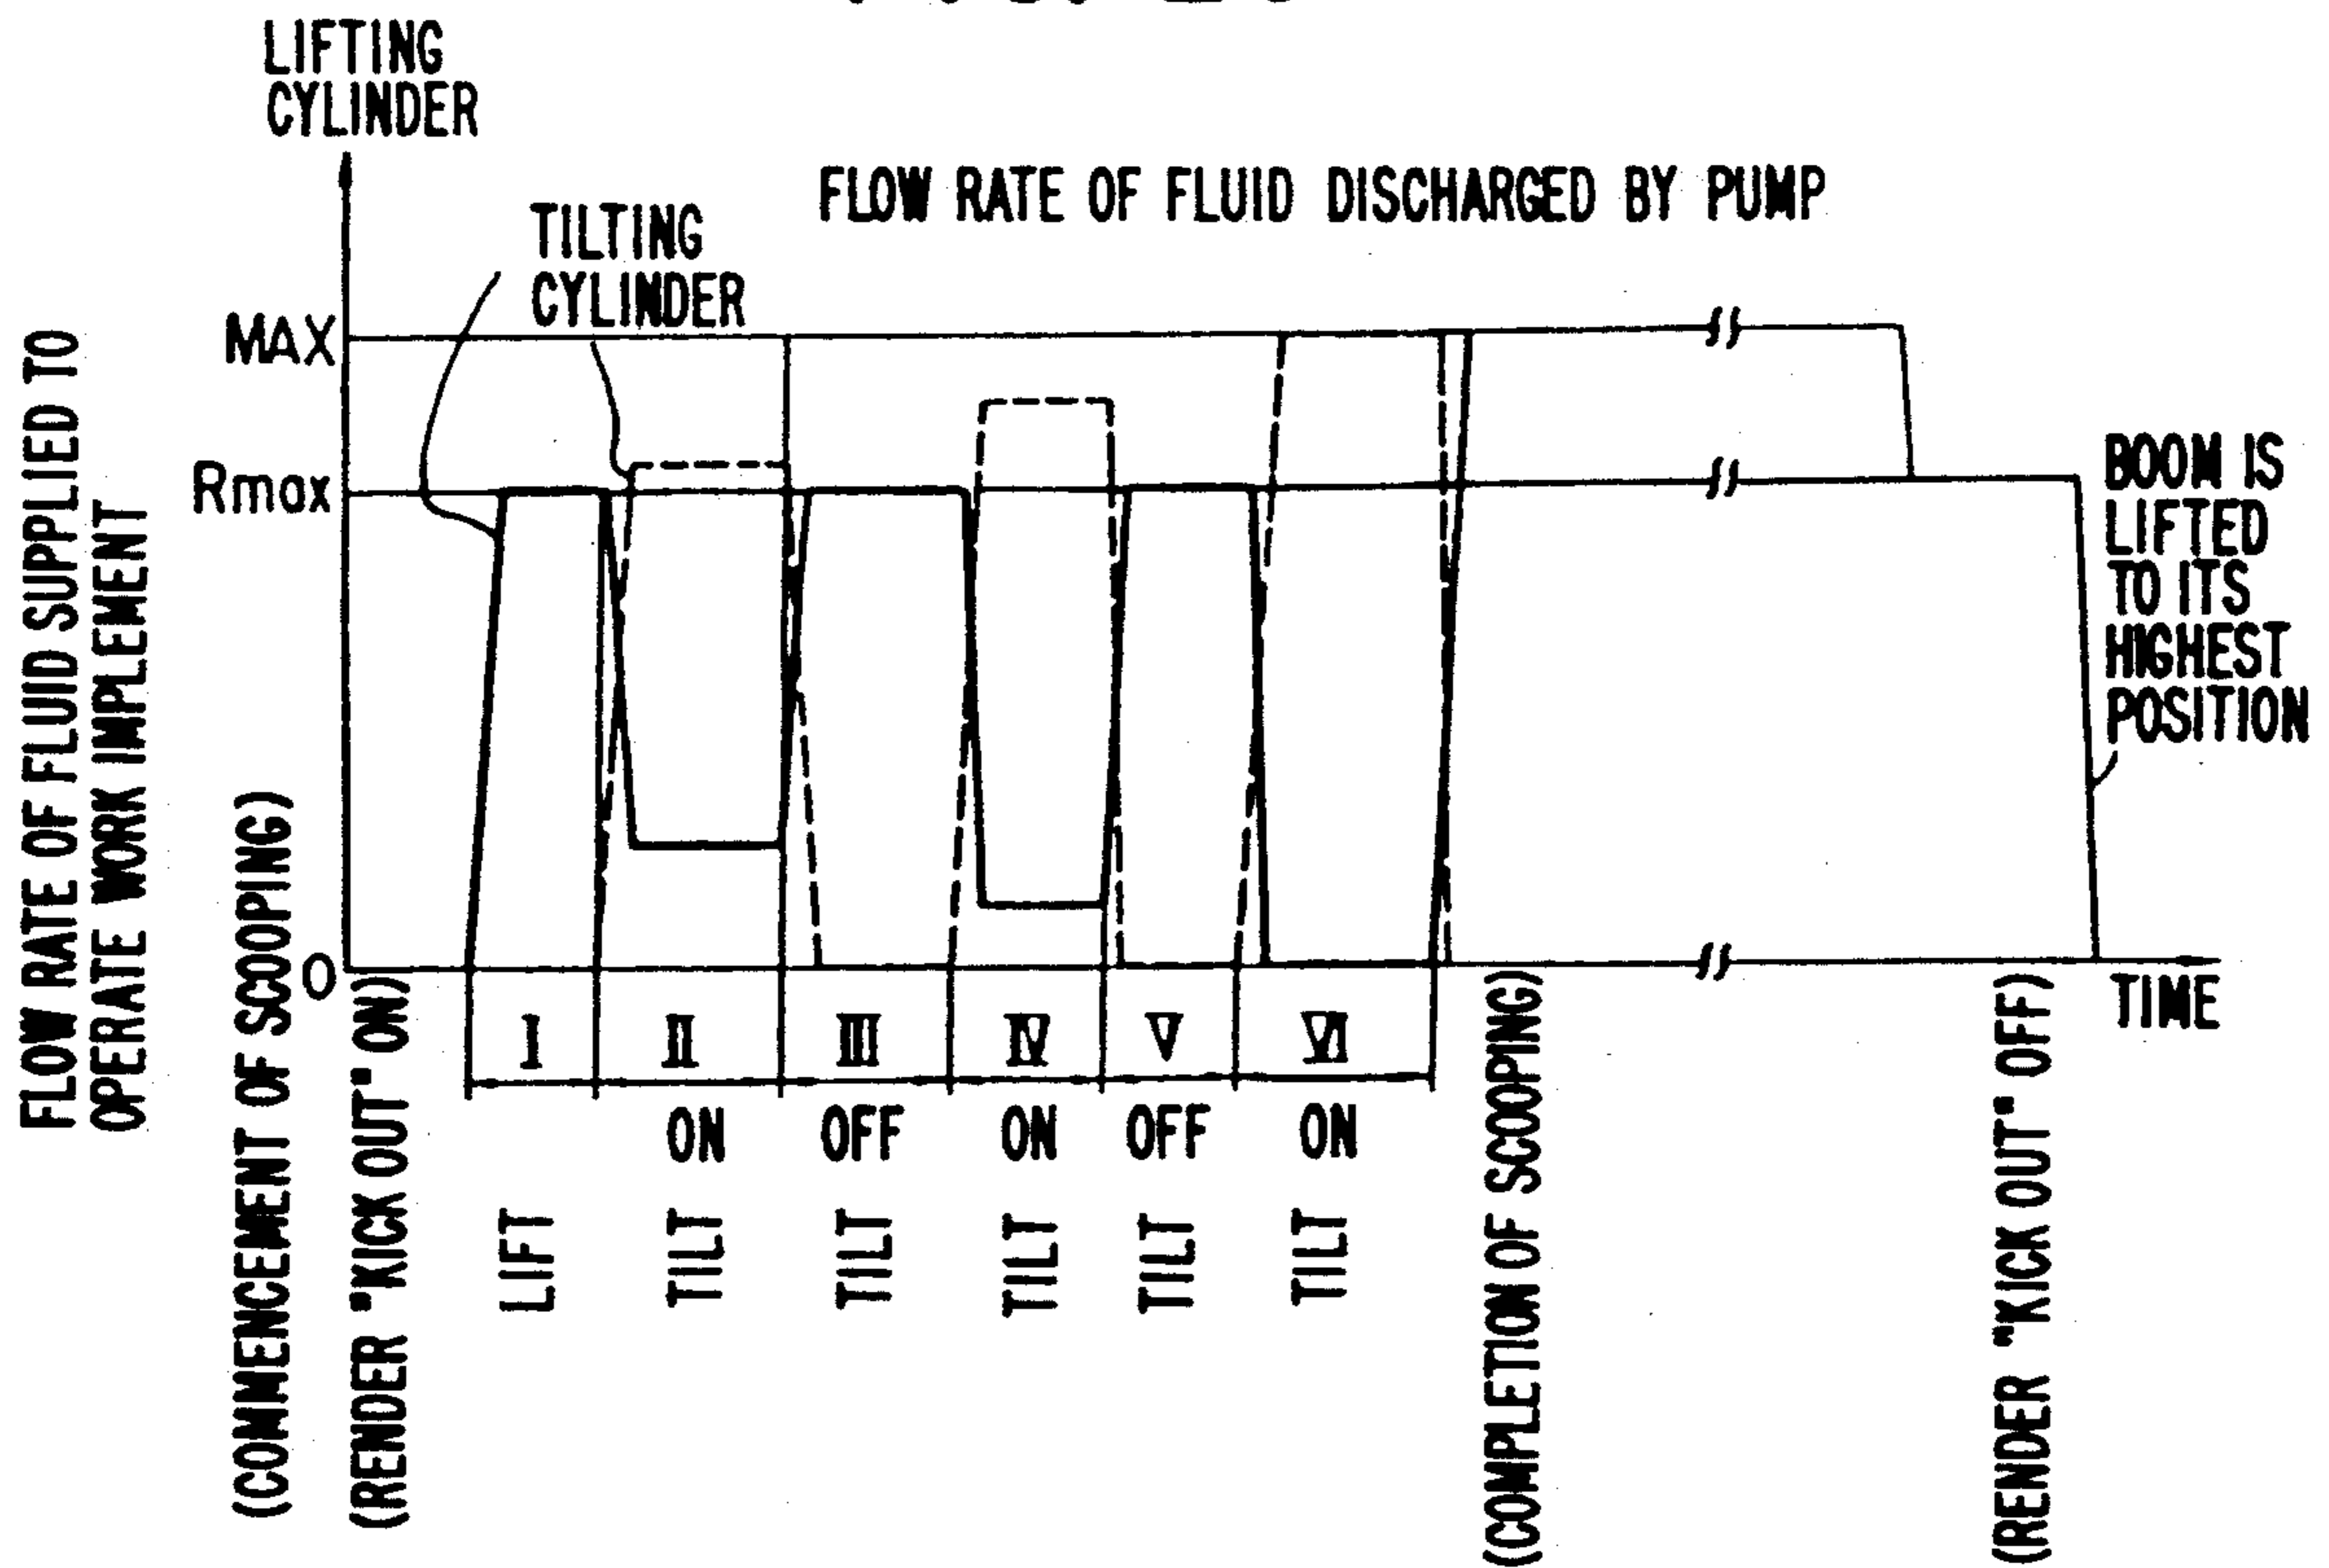 LIFTING
CYLINDER
FLOW RATE OF FLUID DISCHARGED BY PUMP
TILTING
CYLINDER
MAX
Rmax
0
FLOW RATE OF FLUID SUPPLIED TO
OPERATE WORK IMPLEMENT
BOOM IS
LIFTED
TO ITS
HIGHEST
POSITION
TIME
I II III IV V VI
ON OFF ON OFF ON
LIFT TILT TILT TILT TILT TILT
(COMMENCEMENT OF SCOOPING)
(RENDER "KICK OUT" ON)
(COMPLETION OF SCOOPING)
(RENDER "KICK OUT" OFF)